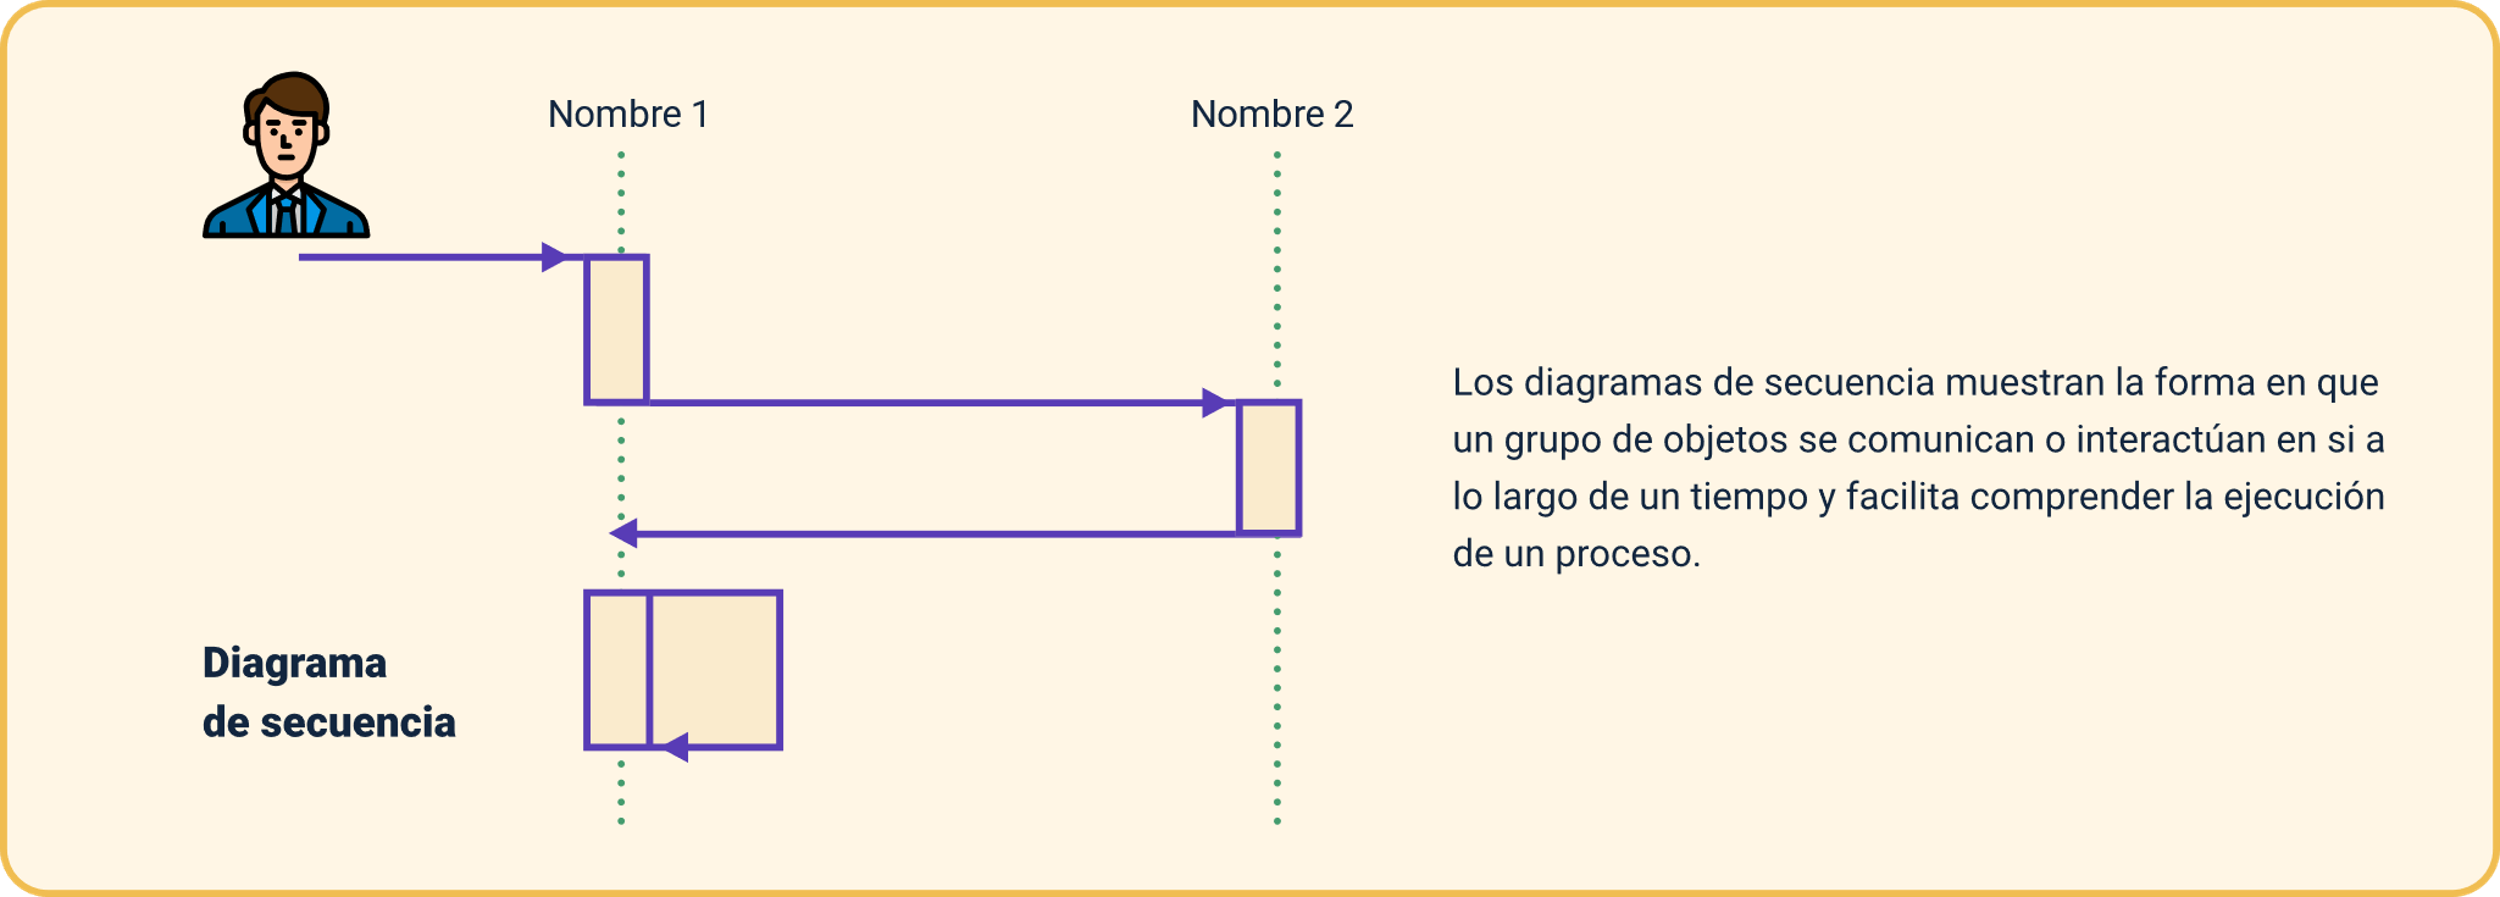 Nombre 1
Nombre 2
Los diagramas de secuencia muestran la forma en que
un grupo de objetos se comunican o interactúan en si a
lo largo de un tiempo y facilita comprender la ejecución
de un proceso.
Diagrama
de secuencia